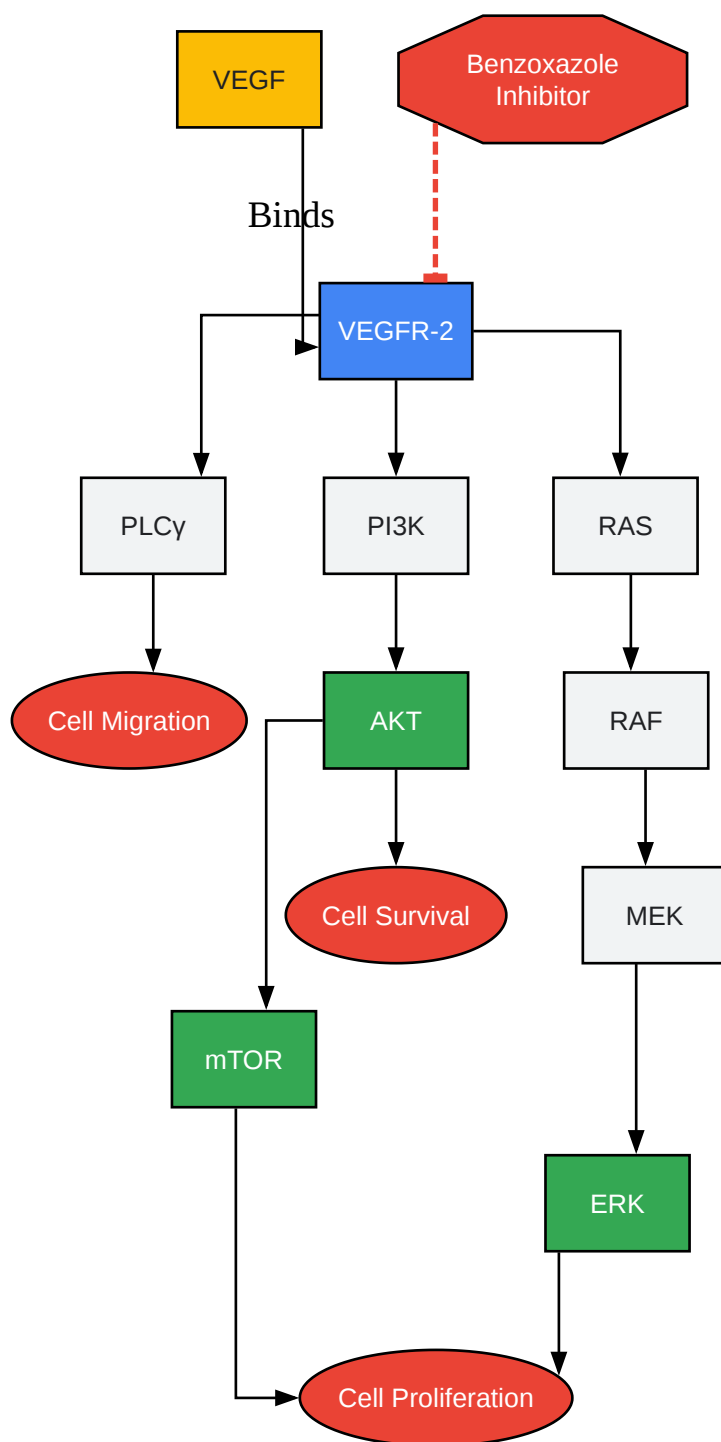 VEGF
Benzoxazole
Inhibitor
Binds
VEGFR-2
PLCγ
PI3K
RAS
Cell Migration
AKT
RAF
Cell Survival
MEK
mTOR
ERK
Cell Proliferation